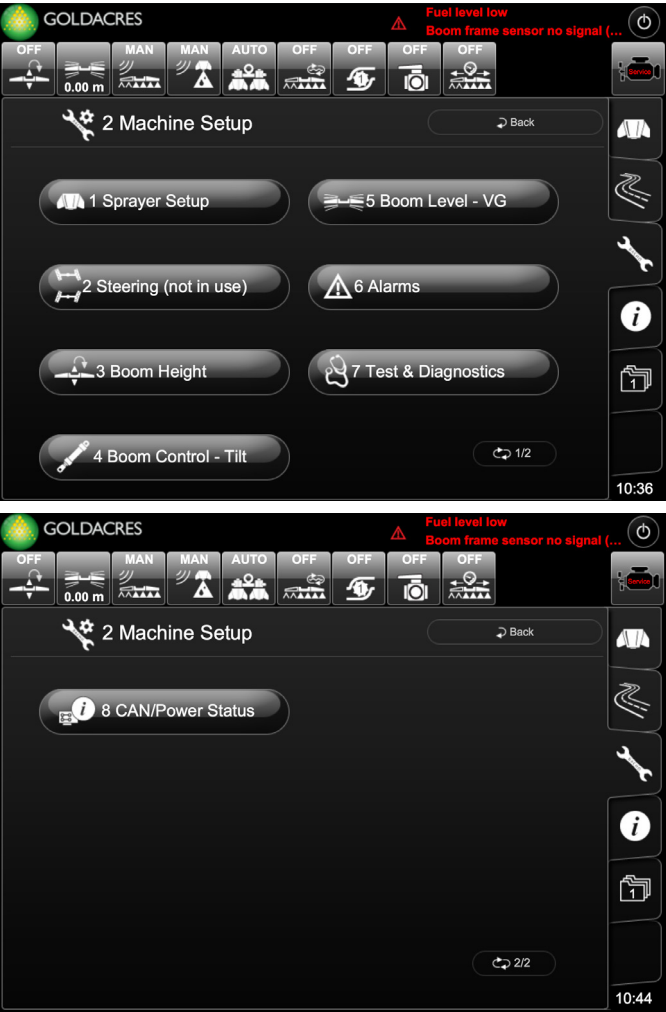 GOLDACRES
Fuel level low
Boom frame sensor no signal (...
OFF
MAN
MAN
AUTO
OFF
OFF
OFF
OFF
0.00 m
1
Service
2 Machine Setup
Back
1 Sprayer Setup
5 Boom Level - VG
2 Steering (not in use)
6 Alarms
i
3 Boom Height
7 Test & Diagnostics
1
4 Boom Control - Tilt
1/2
10:36
GOLDACRES
Fuel level low
Boom frame sensor no signal (...
OFF
MAN
MAN
AUTO
OFF
OFF
OFF
OFF
0.00 m
1
Service
2 Machine Setup
Back
i
8 CAN/Power Status
i
1
2/2
10:44